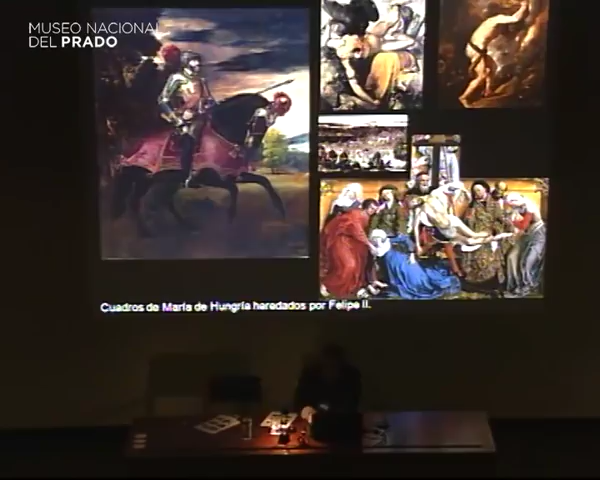 MUSEO NACIONAL
DEL PRADO
Cuadros de María de Hungría heredados por Felipe II.